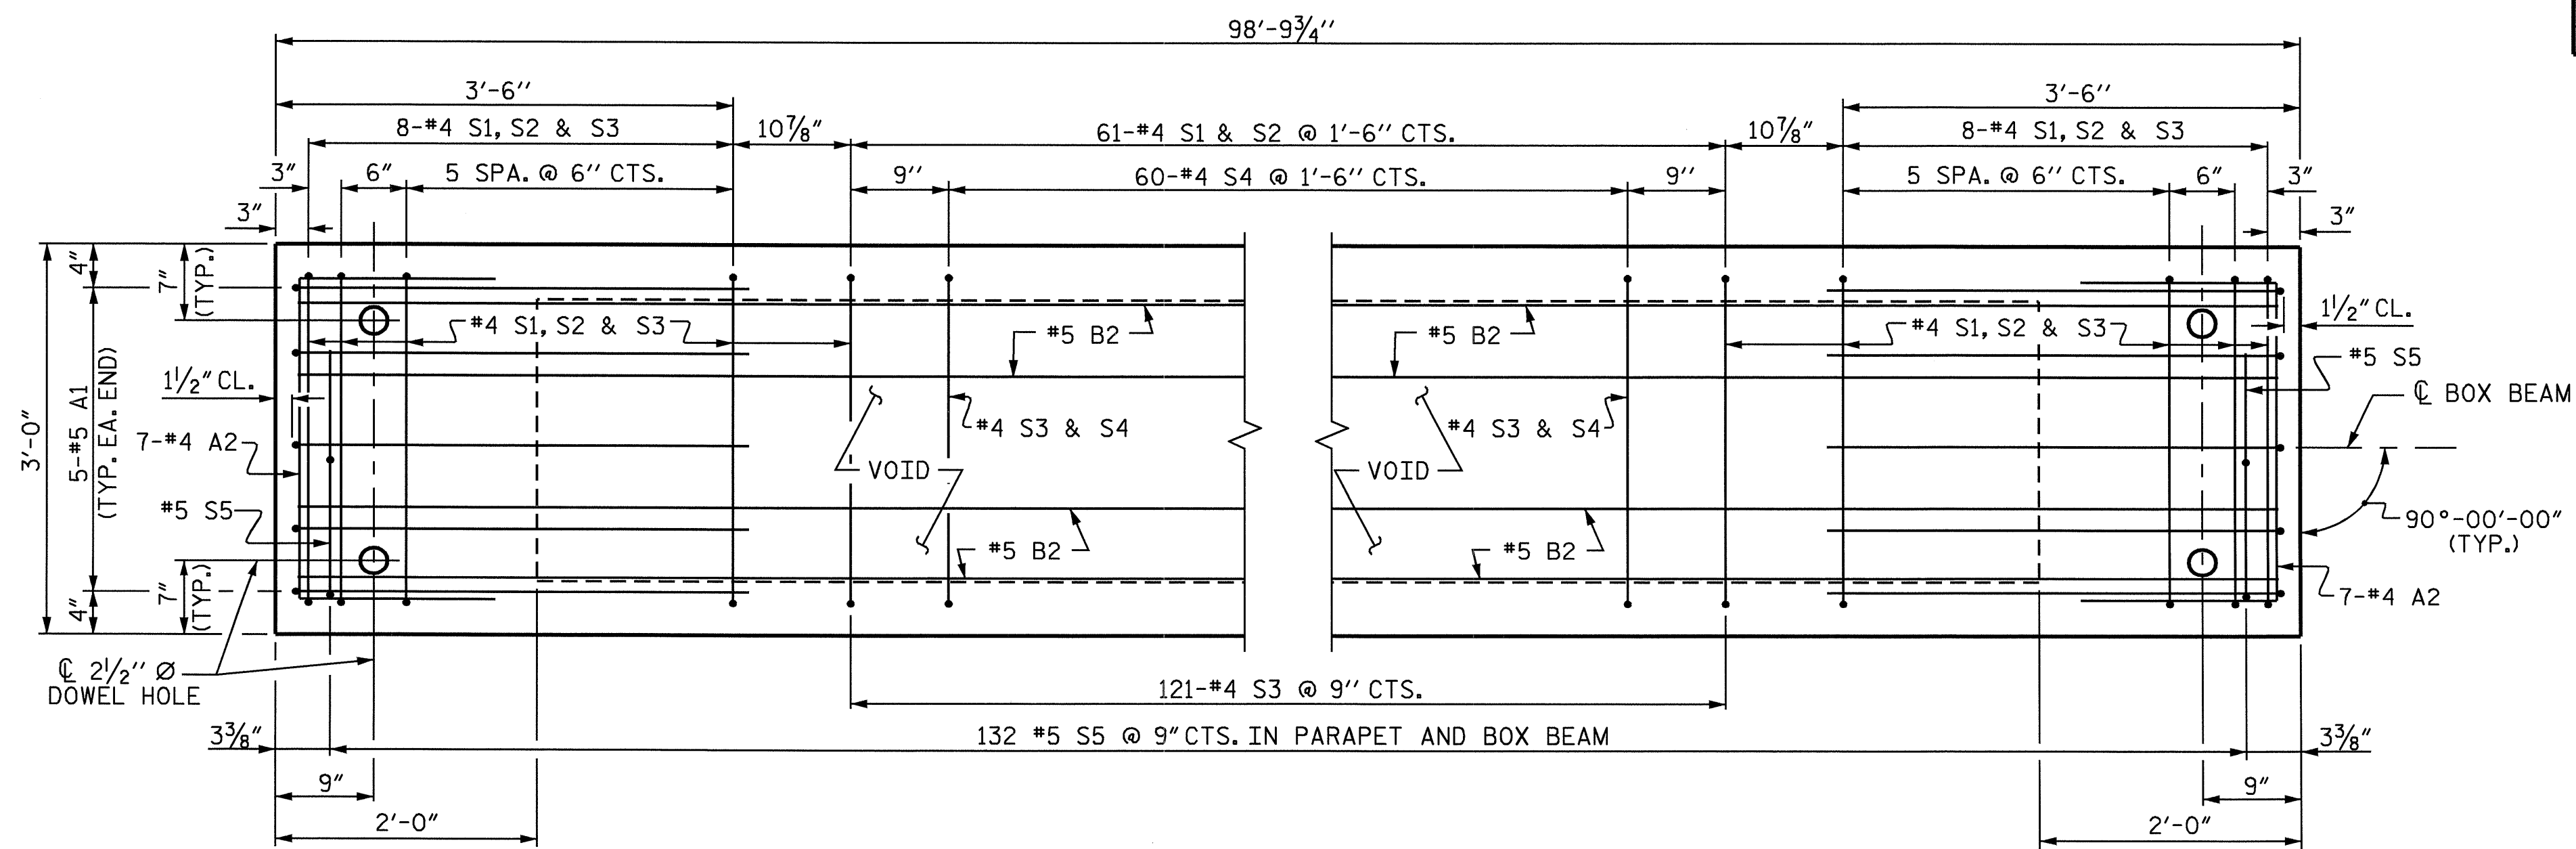 98'-9¾"
3'-6" 3'-6"
8-#4 S1, S2 & S3 10⅞" 61-#4 S1 & S2 @ 1'-6" CTS. 10⅞" 8-#4 S1, S2 & S3
3" 6" 5 SPA. @ 6" CTS. 9" 60-#4 S4 @ 1'-6" CTS. 9" 5 SPA. @ 6" CTS. 6" 3"
3" 3"
4" 7" (TYP.)
#4 S1, S2 & S3 #5 B2 #5 B2 #4 S1, S2 & S3 1½" CL.
#5 S5
1½" CL. ℄ BOX BEAM
3'-0" 5-#5 A1 (TYP. EA. END)
7-#4 A2 #4 S3 & S4 #4 S3 & S4
VOID VOID
#5 S5 90°-00'-00"
(TYP.)
#5 B2 #5 B2
4" 7" (TYP.) 7-#4 A2
℄ 2½" Ø
DOWEL HOLE
121-#4 S3 @ 9" CTS.
3⅜" 132 #5 S5 @ 9" CTS. IN PARAPET AND BOX BEAM 3⅜"
9" 9"
2'-0" 2'-0"